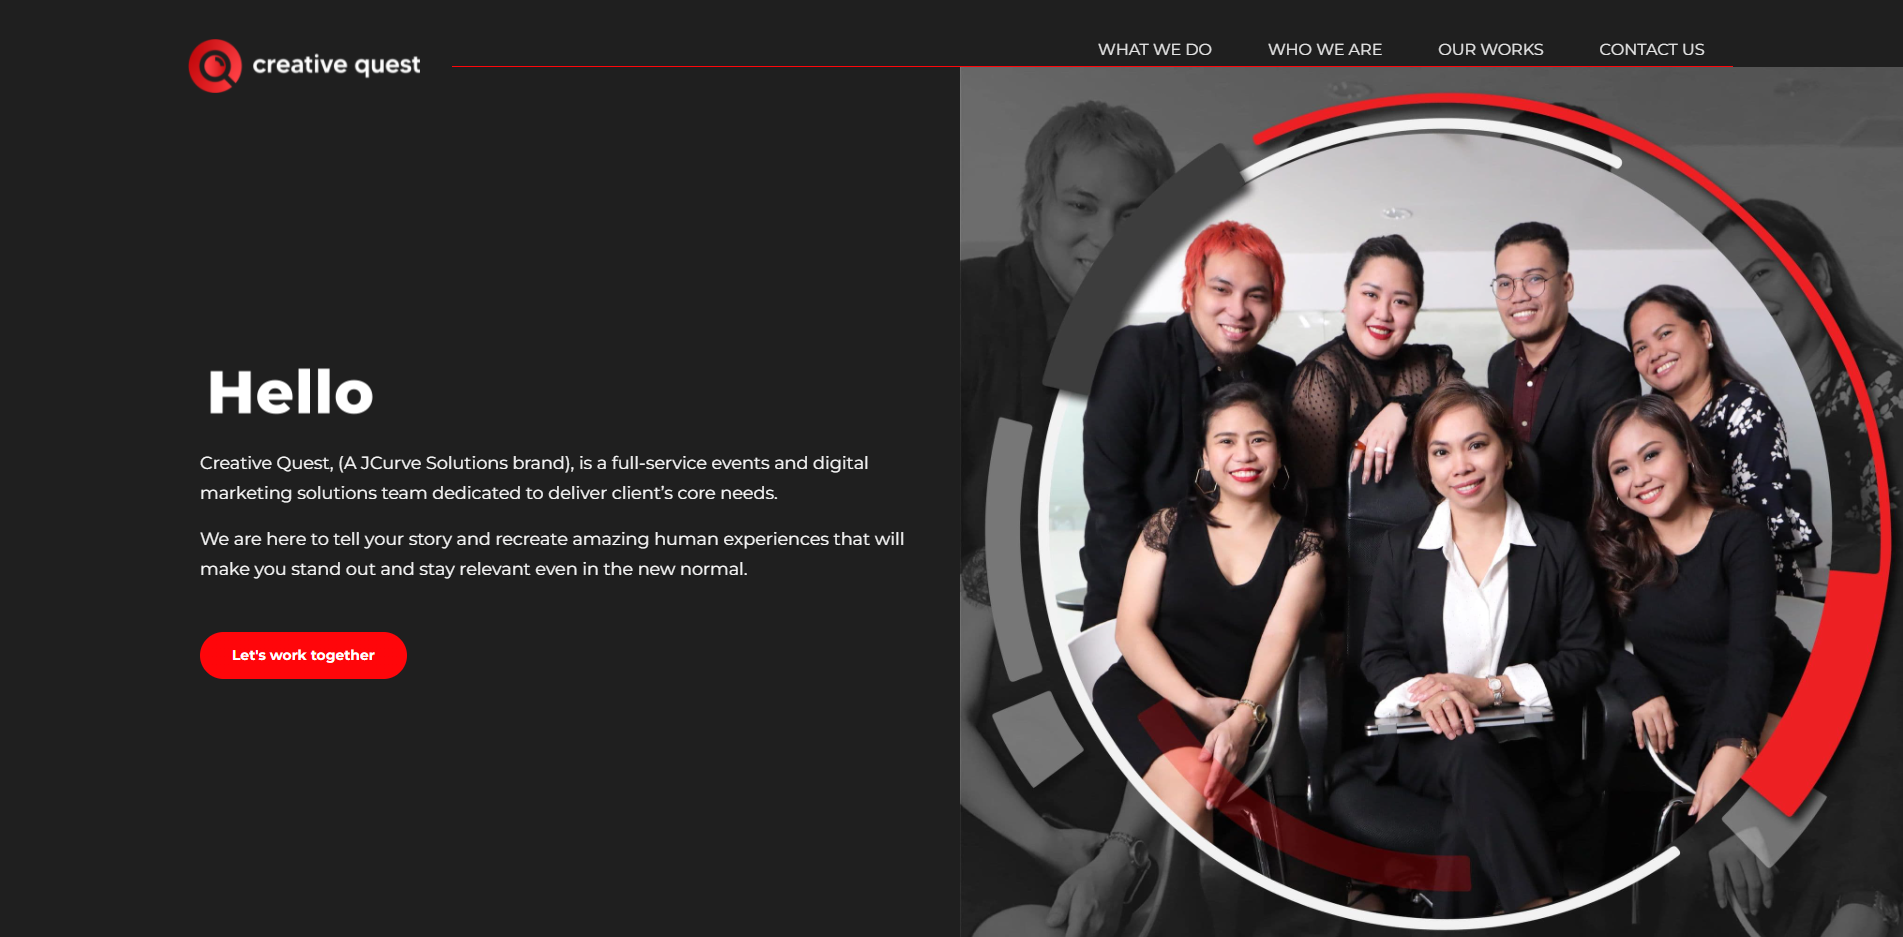 creative quest
WHAT WE DO
WHO WE ARE
OUR WORKS
CONTACT US
Hello
Creative Quest, (A JCurve Solutions brand), is a full-service events and digital
marketing solutions team dedicated to deliver client’s core needs.
We are here to tell your story and recreate amazing human experiences that will
make you stand out and stay relevant even in the new normal.
Let's work together